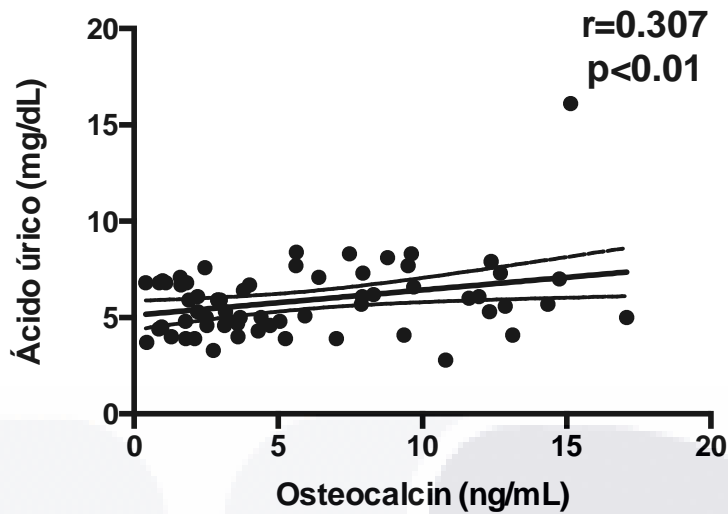 r=0.307
p<0.01
Ácido úrico (mg/dL)
20
15
10
5
0
0 5 10 15 20
Osteocalcin (ng/mL)